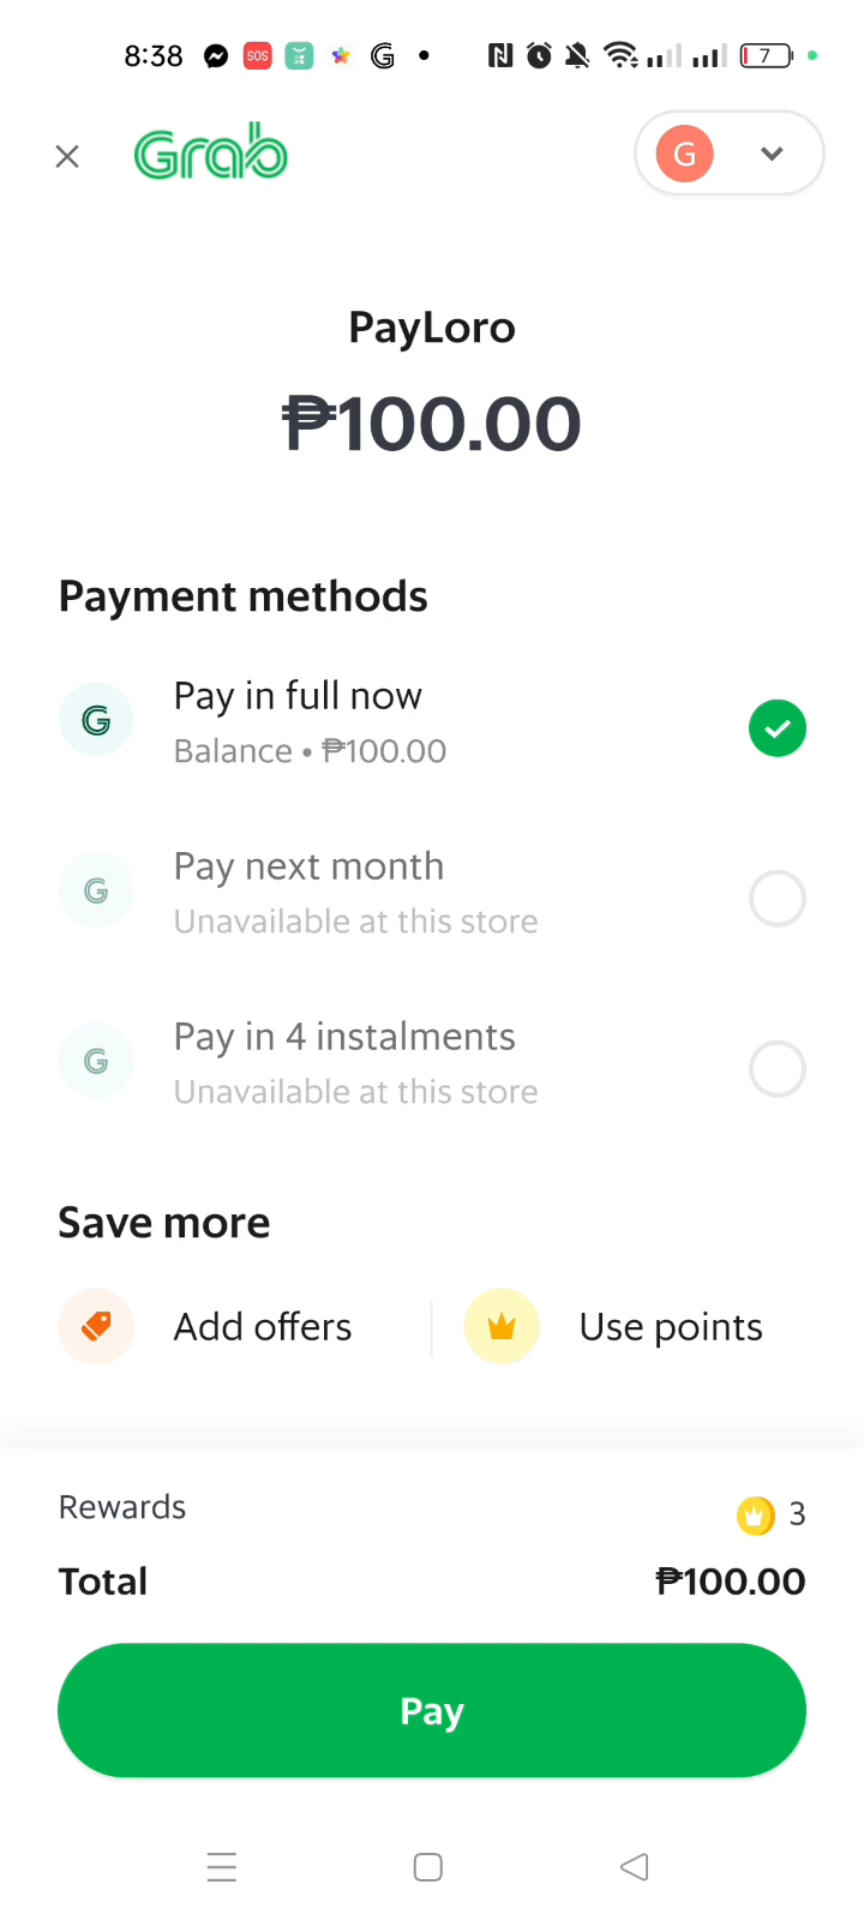 8:38 SOS G • 7
Grab G
PayLoro
₱100.00
Payment methods
G Pay in full now
Balance • ₱100.00
G Pay next month
Unavailable at this store
G Pay in 4 instalments
Unavailable at this store
Save more
Add offers Use points
Rewards 3
Total ₱100.00
Pay